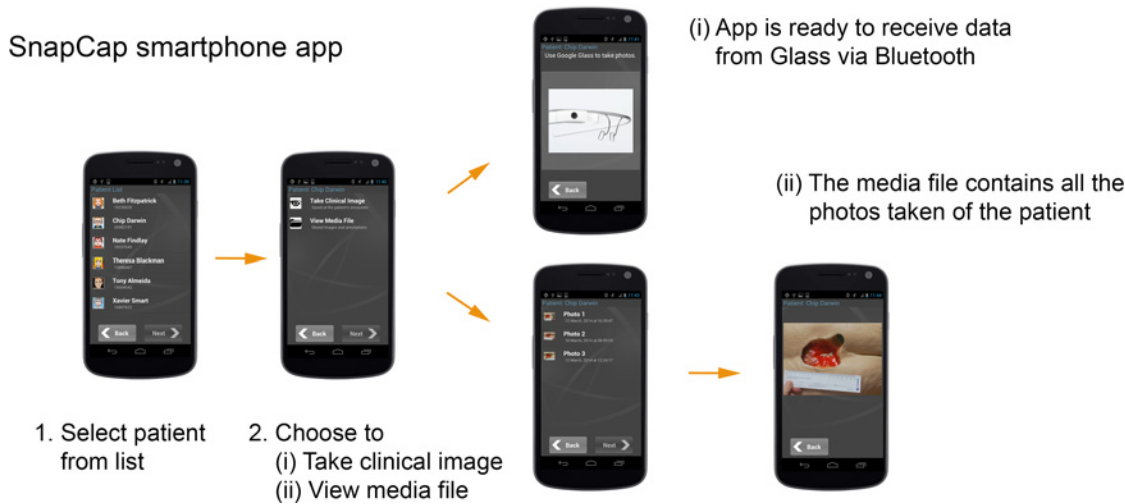 SnapCap smartphone app
(i) App is ready to receive data
from Glass via Bluetooth
(ii) The media file contains all the
photos taken of the patient
1. Select patient
from list
2. Choose to
(i) Take clinical image
(ii) View media file
Patient List
Beth Fitzpatrick
Chip Darwin
Nate Findlay
Theresa Blackman
Tony Almeida
Xavier Smart
Back
Next
Patient: Chip Darwin
Take Clinical Image
View Media File
Stored images and annotations
Back
Next
Patient: Chip Darwin
Use Google Glass to take photos.
Back
Patient: Chip Darwin
Photo 1
Photo 2
Photo 3
Back
Next
Patient: Chip Darwin
Back